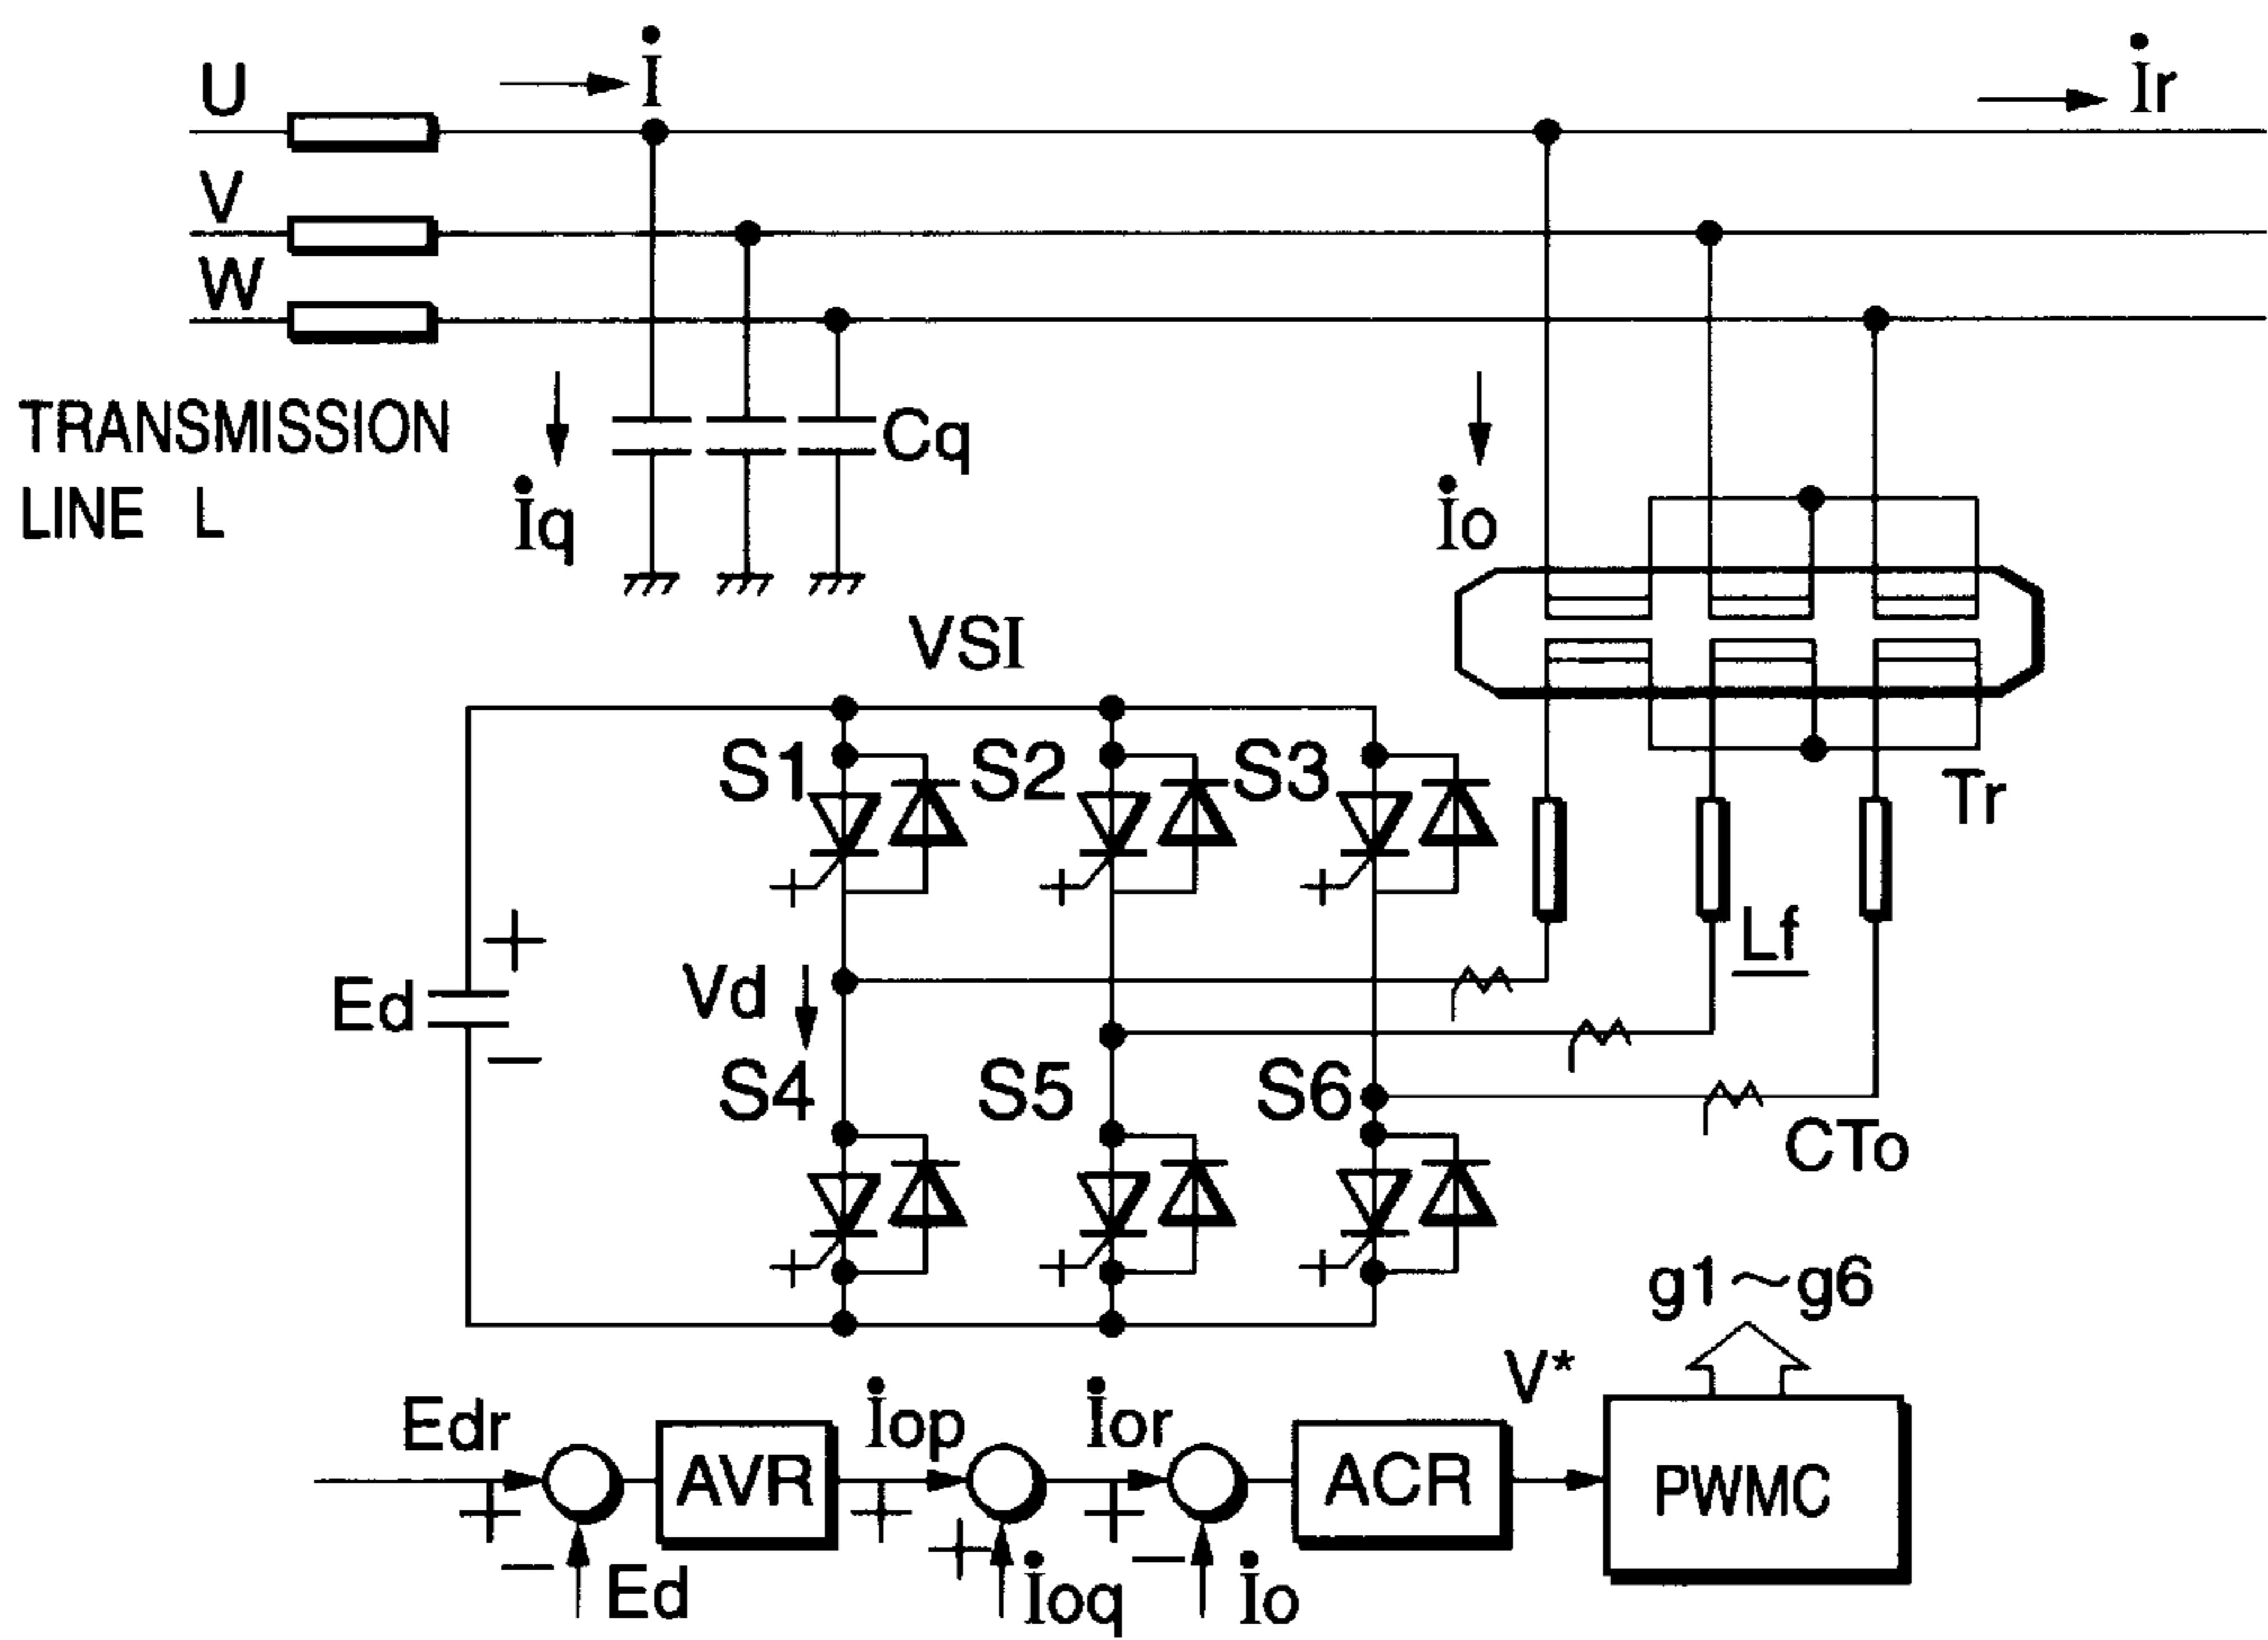 U
İ
İr
V
W
TRANSMISSION
LINE L
Cq
İq
İo
VSI
S1
S2
S3
Tr
Lf
+
Ed
−
Vd
S4
S5
S6
CTo
g1～g6
V*
Edr
+
−
Ed
AVR
İop
+
+
İoq
İor
+
−
İo
ACR
PWMC